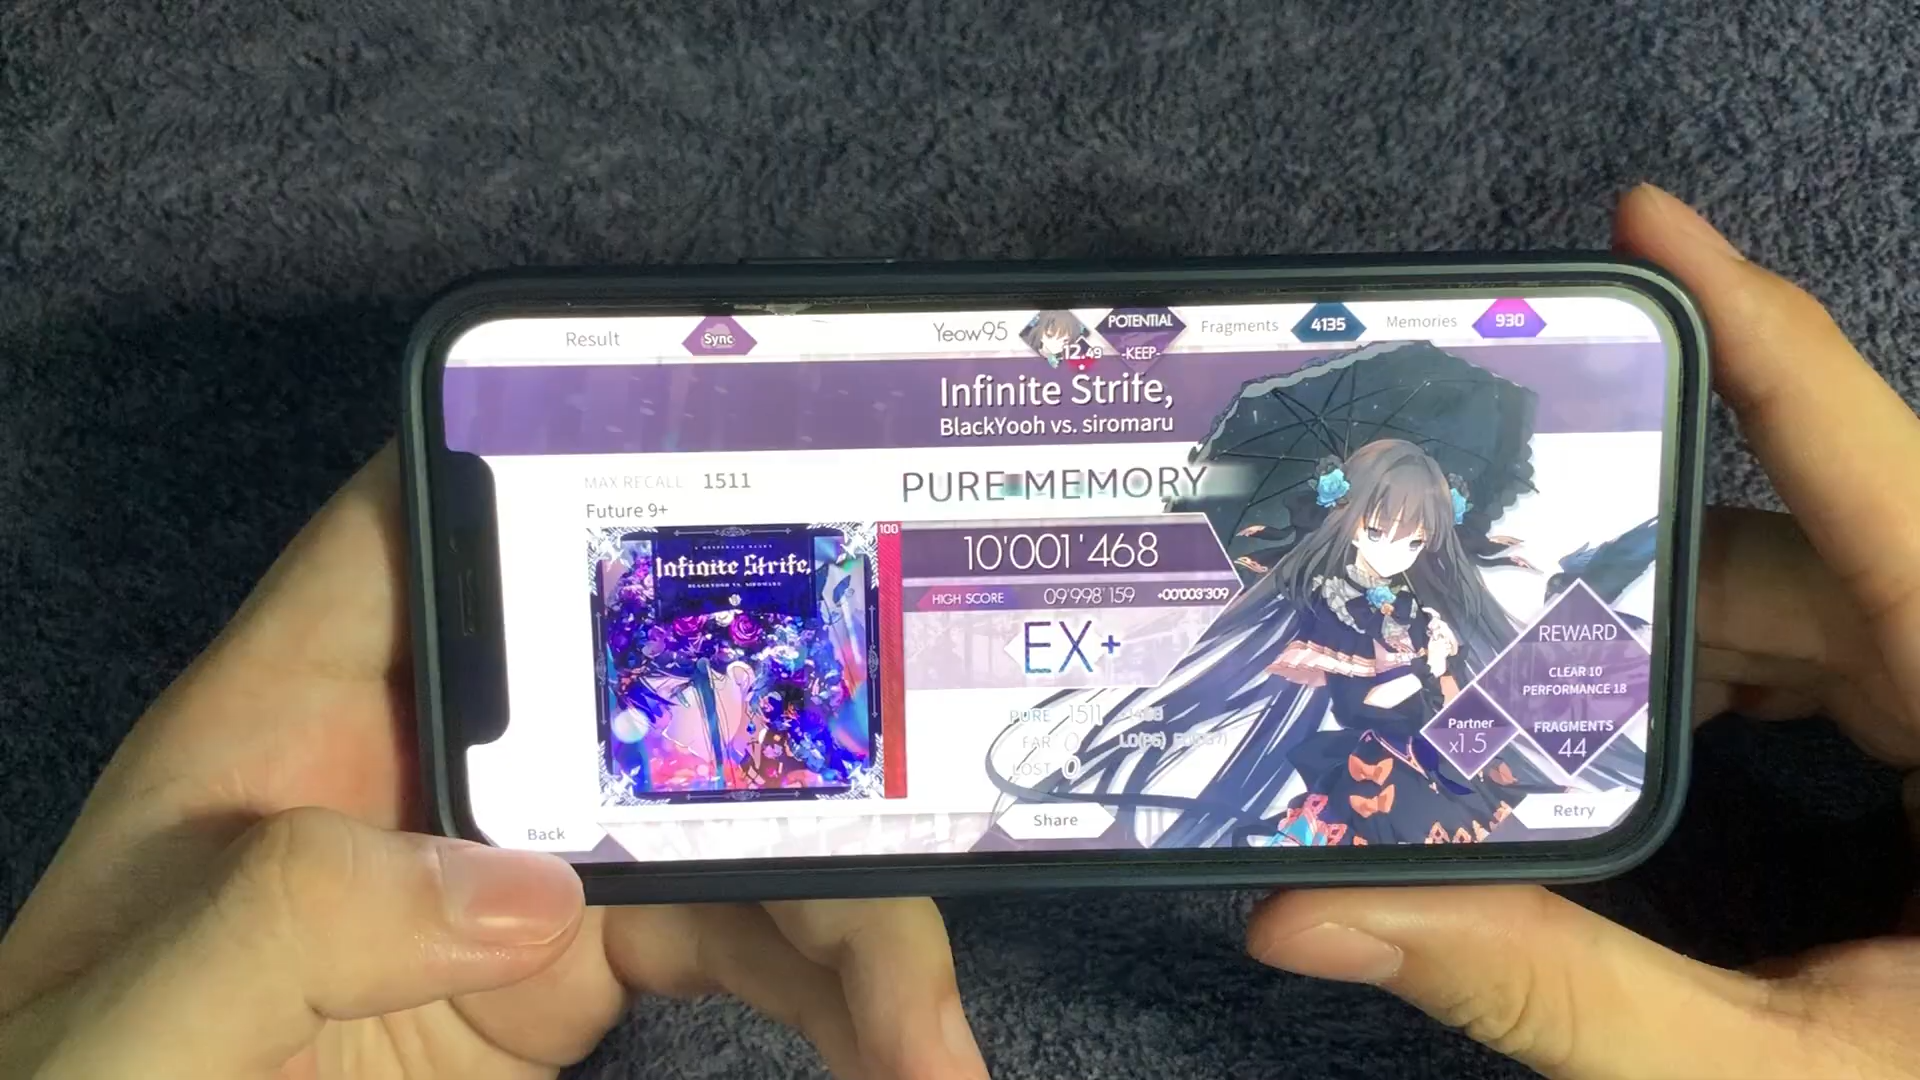 Result
Sync
Yeow95
12.49
POTENTIAL
-KEEP-
Fragments
4135
Memories
930
Infinite Strife,
BlackYooh vs. siromaru
MAX RECALL 1511
Future 9+
PURE MEMORY
Infinite Strife,
BLACKYOOH VS. SIROMARU
100
10'001'468
HIGH SCORE 09'998'159 +00'003'309
EX+
PURE 1511
FAR 0
LOST 0
REWARD
CLEAR 10
PERFORMANCE 18
Partner
x1.5
FRAGMENTS
44
Back
Share
Retry